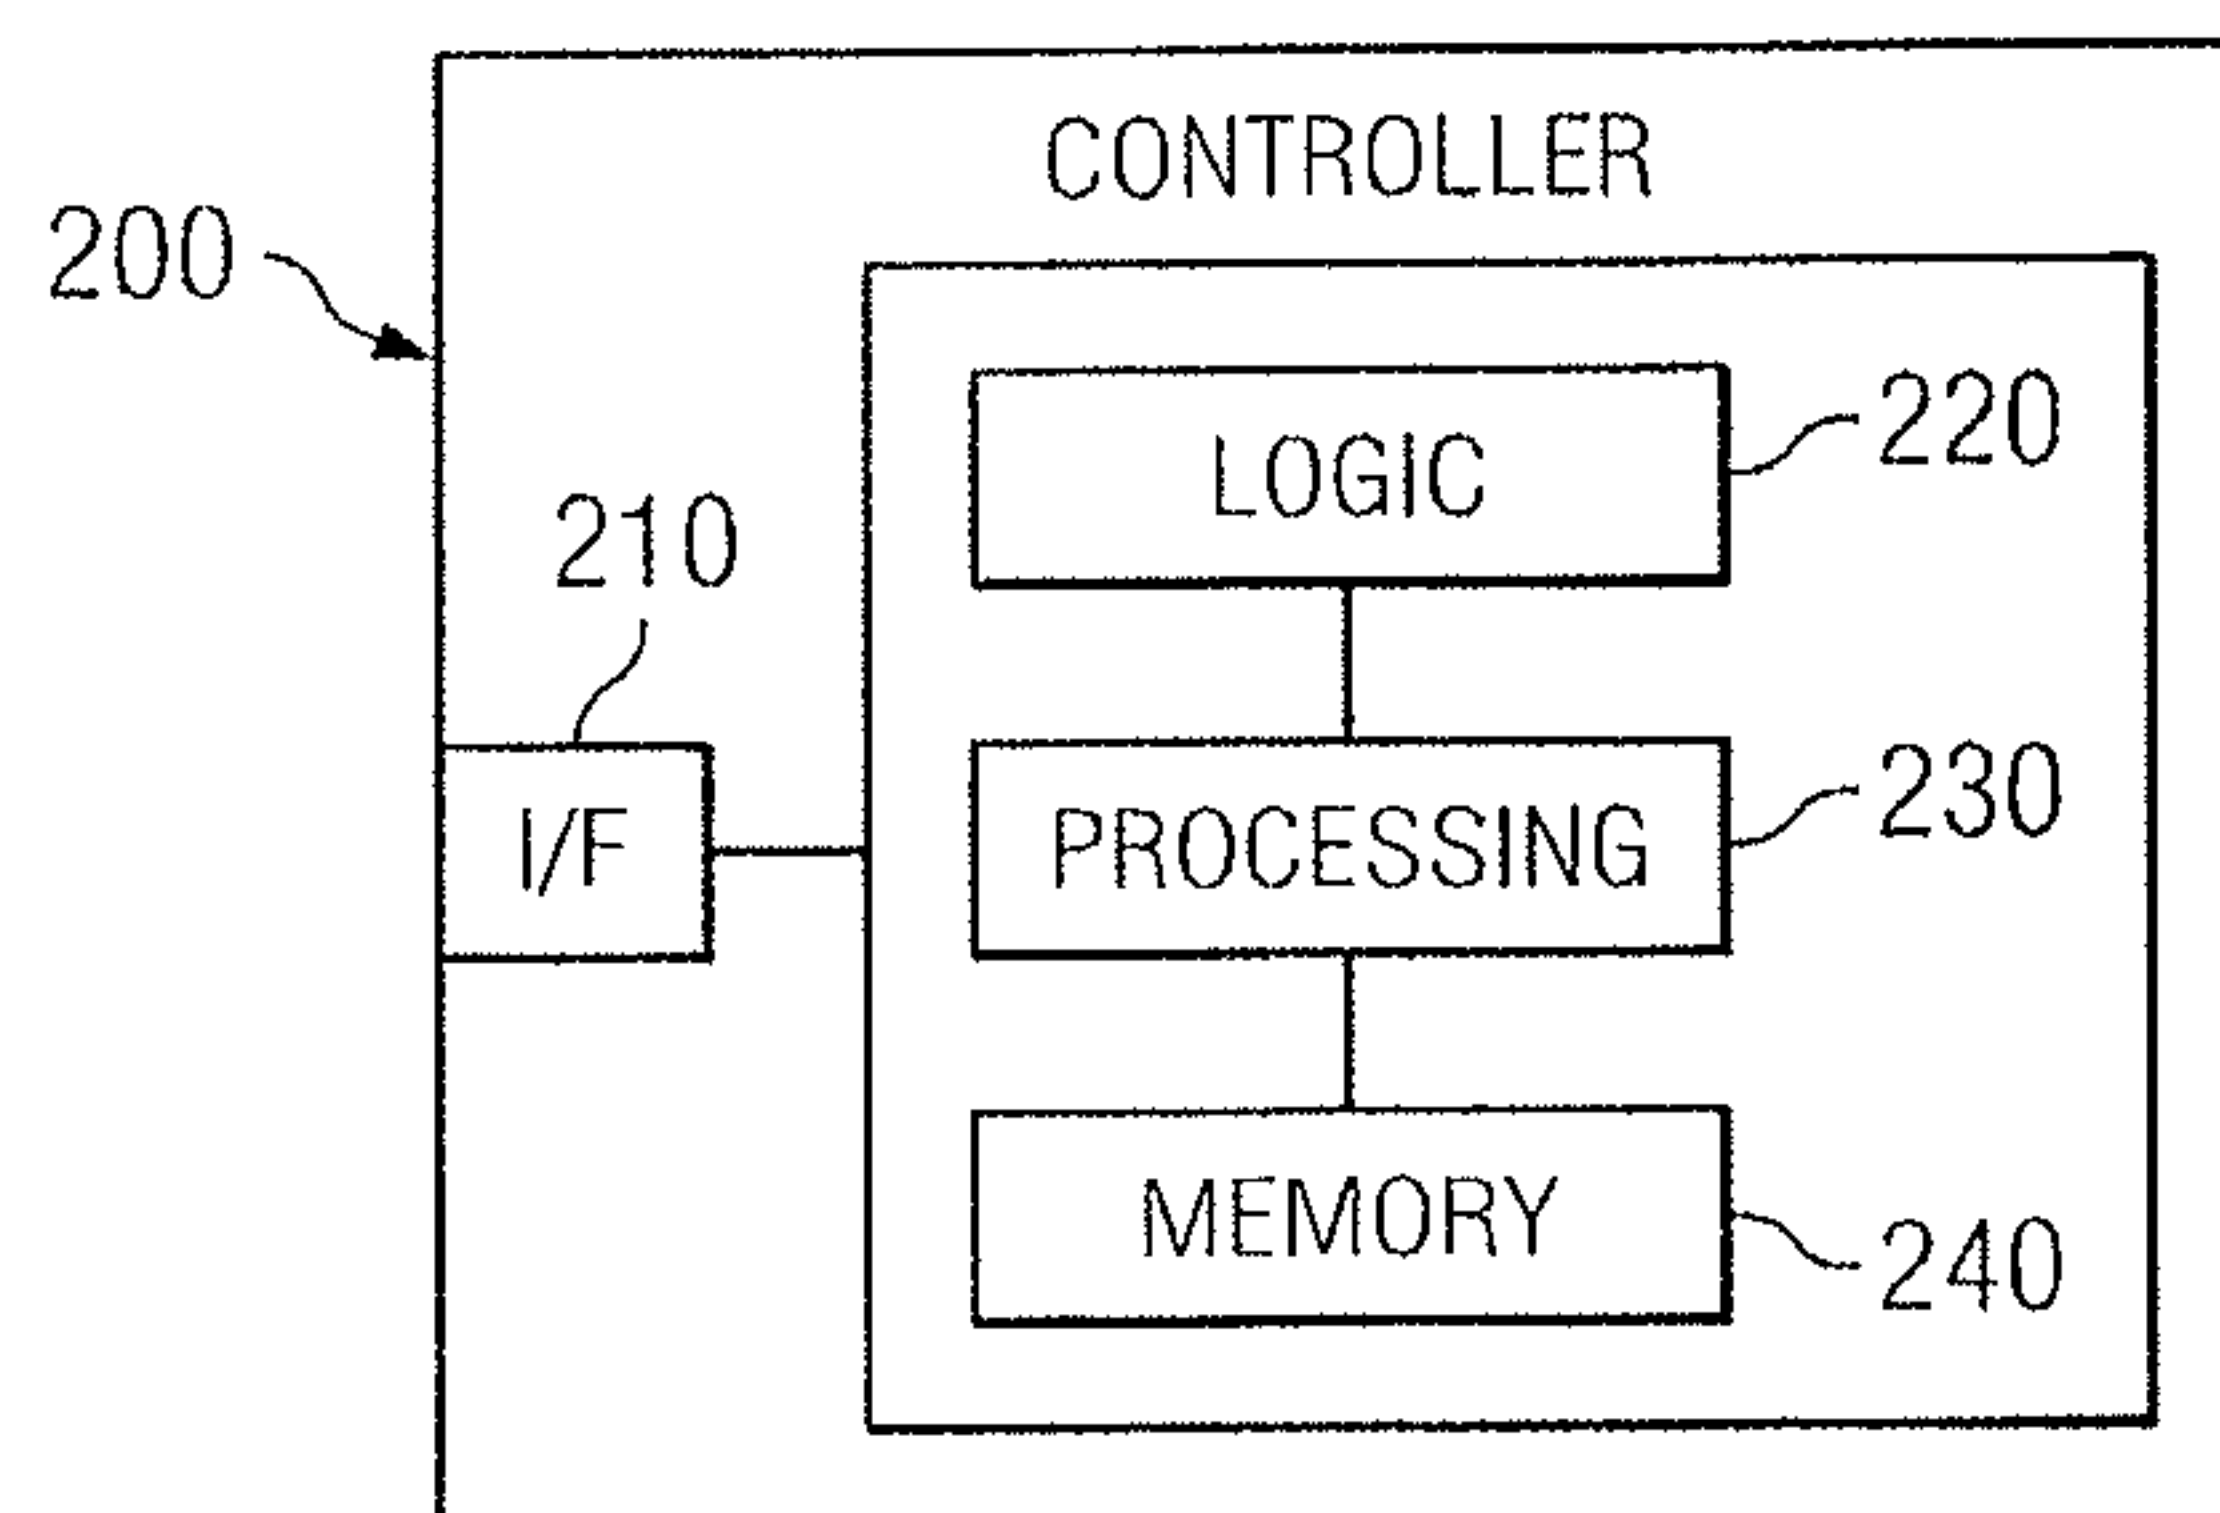 CONTROLLER
200
LOGIC
220
210
I/F
PROCESSING
230
MEMORY
240